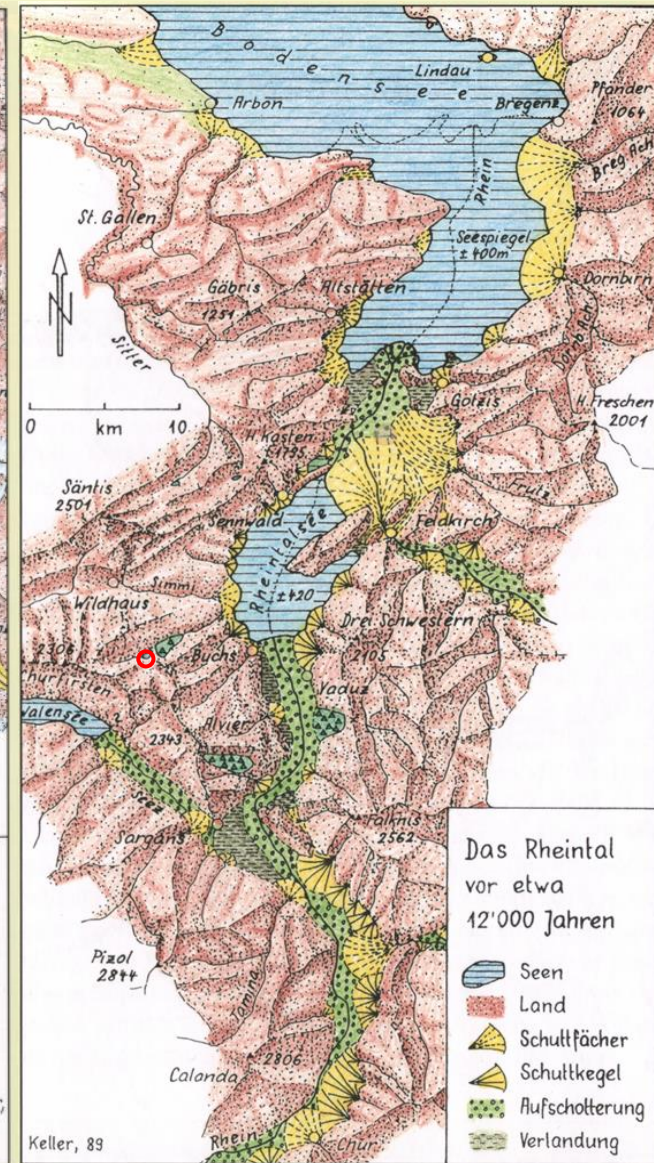 Bodensee
Lindau
Bregenz
Pfänder
1064
Arbon
Rhein
Breg Ach
St. Gallen
Seespiegel
± 400m
Dornbirn
Gäbris
1251
Altstätten
N
Sitter
Dornb Ach
0 km 10
Götzis
H. Freschen
2001
H. Kasten
1795
Säntis
2501
Sennwald
Frutz
Feldkirch
Rheintalsee
±420
Simmi
Wildhaus
Drei Schwestern
2105
2306
Buchs
Churfirsten
Vaduz
Walensee
Alvier
2343
Seez
Sargans
Falknis
2562
Das Rheintal
vor etwa
12'000 Jahren
Pizol
2844
Seen
Land
Tamina
Schuttfächer
2806
Calanda
Schuttkegel
Aufschotterung
Keller, 89
Rhein
Chur
Verlandung